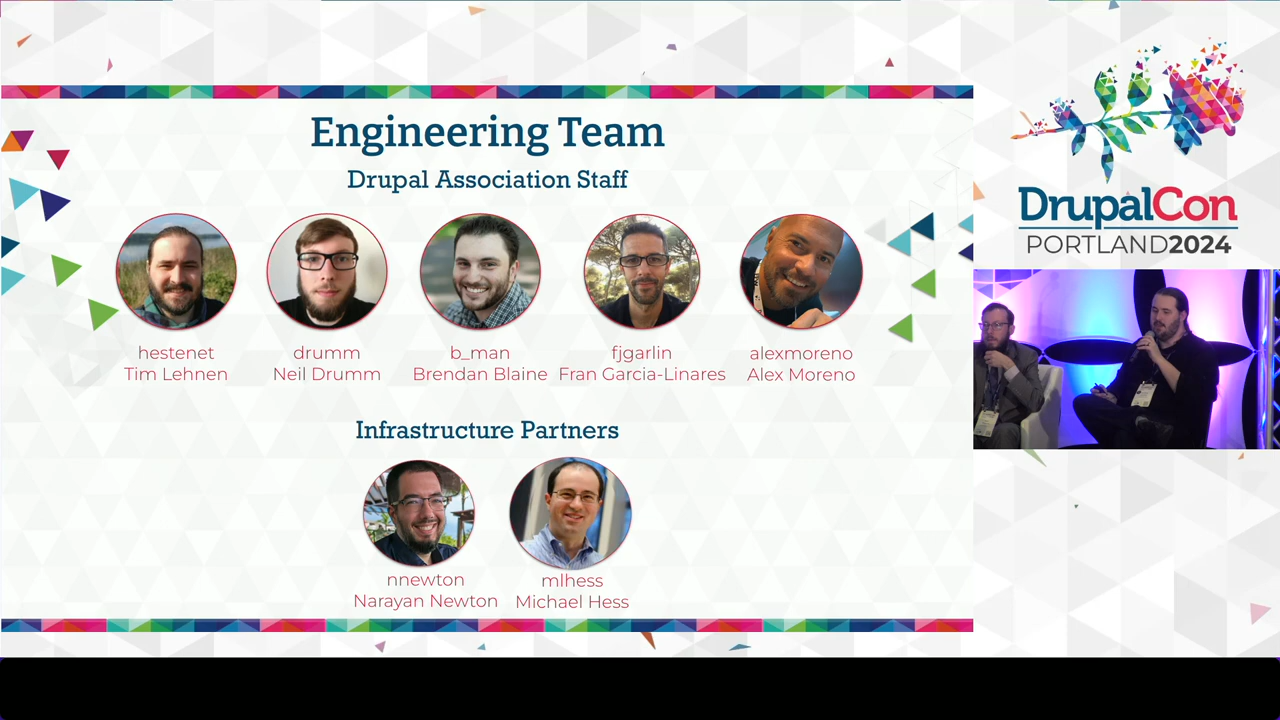 Engineering Team
Drupal Association Staff
hestenet
Tim Lehnen
drumm
Neil Drumm
b_man
Brendan Blaine
fjgarlin
Fran Garcia-Linares
alexmoreno
Alex Moreno
Infrastructure Partners
nnewton
Narayan Newton
mlhess
Michael Hess
DrupalCon
PORTLAND2024